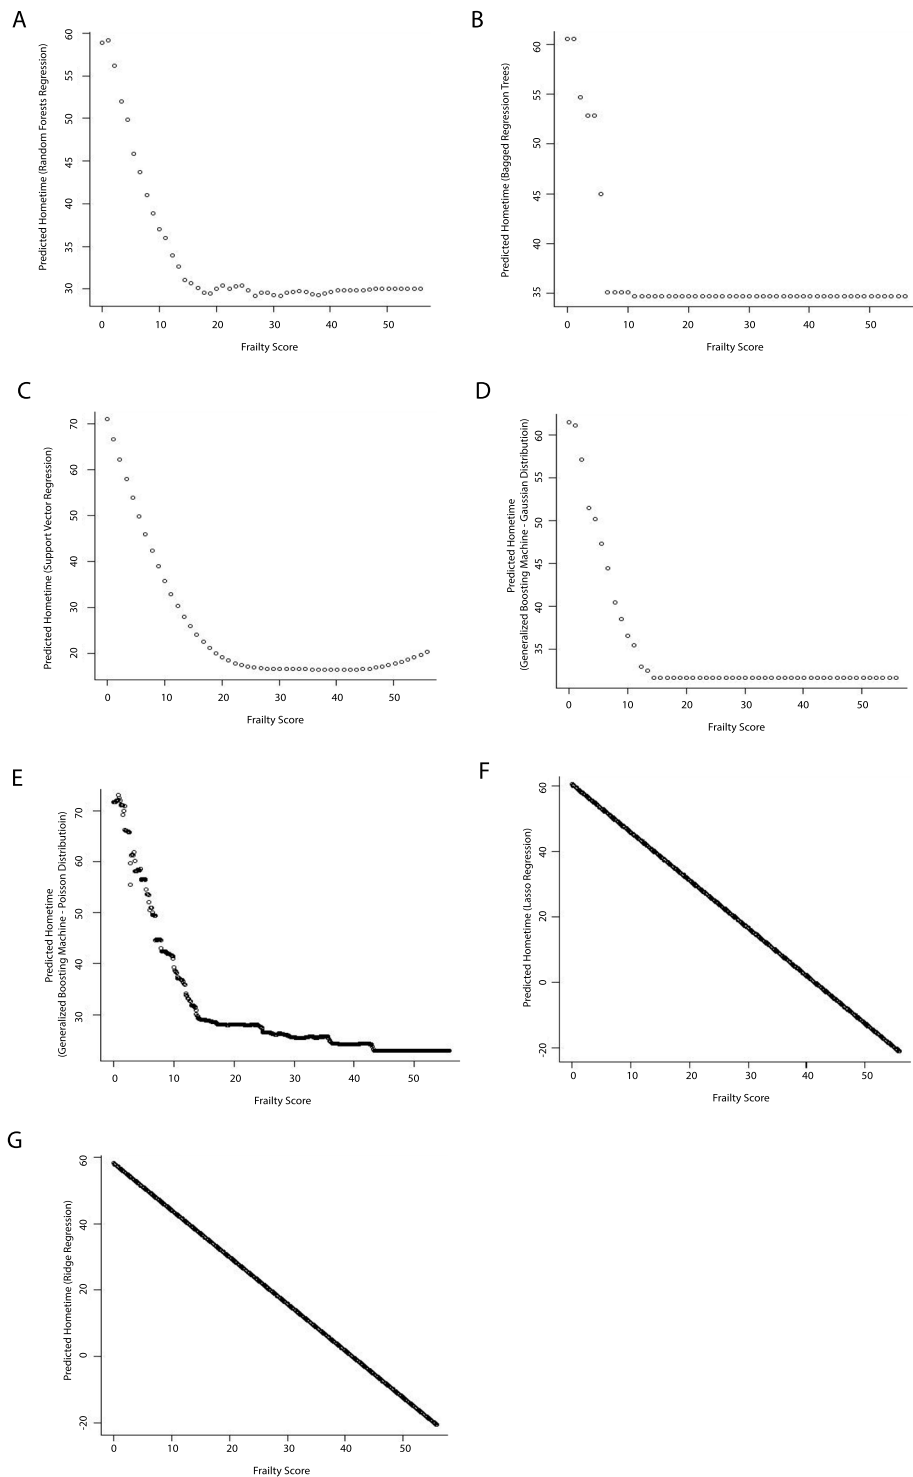 A
Predicted Hometime (Random Forests Regression)
60
55
50
45
40
35
30
0 10 20 30 40 50
Frailty Score
B
Predicted Hometime (Bagged Regression Trees)
60
55
50
45
40
35
0 10 20 30 40 50
Frailty Score
C
Predicted Hometime (Support Vector Regression)
70
60
50
40
30
20
0 10 20 30 40 50
Frailty Score
D
Predicted Hometime
(Generalized Boosting Machine - Gaussian Distributioin)
60
55
50
45
40
35
0 10 20 30 40 50
Frailty Score
E
Predicted Hometime
(Generalized Boosting Machine - Poisson Distributioin)
70
60
50
40
30
0 10 20 30 40 50
Frailty Score
F
Predicted Hometime (Lasso Regression)
60
40
20
0
20
0 10 20 30 40 50
Frailty Score
G
Predicted Hometime (Ridge Regression)
60
40
20
0
-20
0 10 20 30 40 50
Exrailty Score